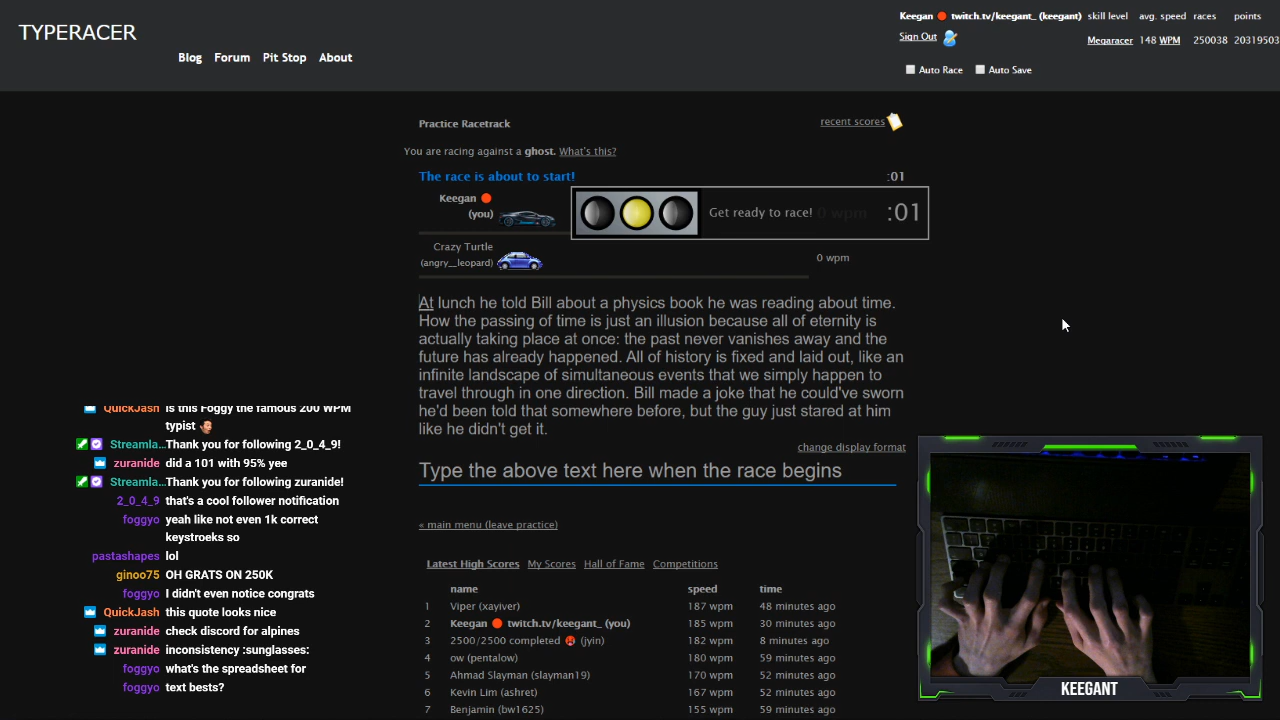 TYPERACER
Blog Forum Pit Stop About
Keegan twitch.tv/keegant_ (keegant) skill level avg. speed races points
Sign Out Megaracer 148 WPM 250038 20319503
Auto Race Auto Save
Practice Racetrack
recent scores
You are racing against a ghost. What's this?
The race is about to start! :01
Keegan
(you)
Get ready to race! 0 wpm :01
Crazy Turtle
(angry__leopard)
0 wpm
At lunch he told Bill about a physics book he was reading about time.
How the passing of time is just an illusion because all of eternity is
actually taking place at once: the past never vanishes away and the
future has already happened. All of history is fixed and laid out, like an
infinite landscape of simultaneous events that we simply happen to
travel through in one direction. Bill made a joke that he could've sworn
he'd been told that somewhere before, but the guy just stared at him
like he didn't get it.
change display format
Type the above text here when the race begins
« main menu (leave practice)
Latest High Scores My Scores Hall of Fame Competitions
name speed time
1 Viper (xayiver) 187 wpm 48 minutes ago
2 Keegan twitch.tv/keegant_ (you) 185 wpm 30 minutes ago
3 2500/2500 completed (jyin) 182 wpm 8 minutes ago
4 ow (pentalow) 180 wpm 59 minutes ago
5 Ahmad Slayman (slayman19) 170 wpm 52 minutes ago
6 Kevin Lim (ashret) 167 wpm 52 minutes ago
7 Benjamin (bw1625) 155 wpm 59 minutes ago
QuickJash is this Foggy the famous 200 WPM
typist
Streamla... Thank you for following 2_0_4_9!
zuranide did a 101 with 95% yee
Streamla... Thank you for following zuranide!
2_0_4_9 that's a cool follower notification
foggyo yeah like not even 1k correct
keystroeks so
pastashapes lol
ginoo75 OH GRATS ON 250K
foggyo I didn't even notice congrats
QuickJash this quote looks nice
zuranide check discord for alpines
zuranide inconsistency :sunglasses:
foggyo what's the spreadsheet for
foggyo text bests?
KEEGANT